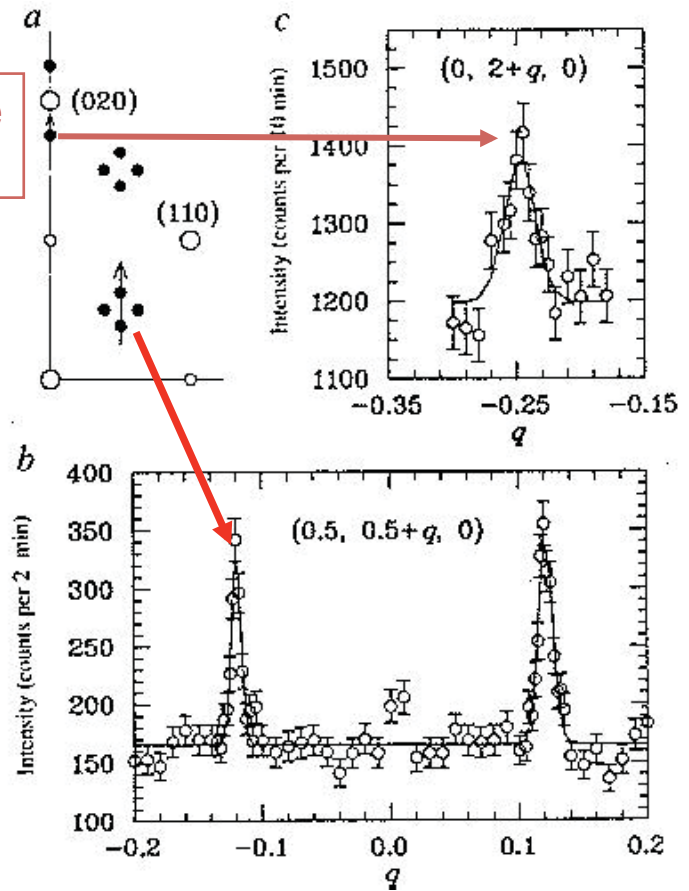 a
(020)
(110)
c
(0, 2+q, 0)
Intensity (counts per 10 min)
1500
1400
1300
1200
1100
-0.35
-0.25
-0.15
q
b
(0.5, 0.5+q, 0)
Intensity (counts per 2 min)
400
350
300
250
200
150
100
-0.2
-0.1
0.0
0.1
0.2
q